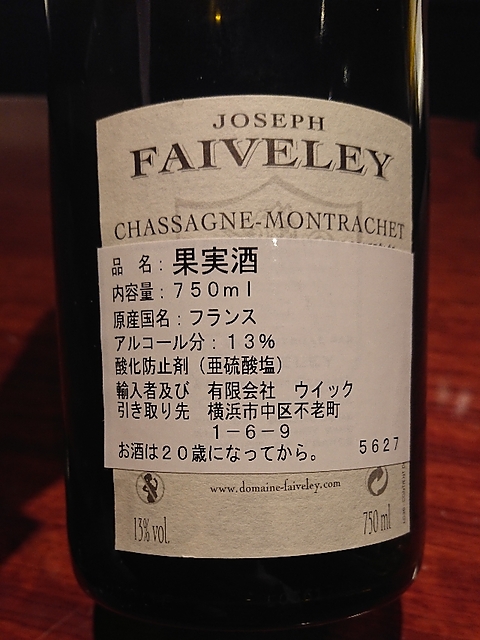 JOSEPH
FAIVELEY
CHASSAGNE-MONTRACHET
品　名：果実酒
内容量：７５０ｍｌ
原産国名：フランス
アルコール分：１３％
酸化防止剤（亜硫酸塩）
輸入者及び　有限会社　ウイック
引き取り先　横浜市中区不老町
１－６－９
お酒は２０歳になってから。　５６２７
www.domaine-faiveley.com
13% vol.　750 ml